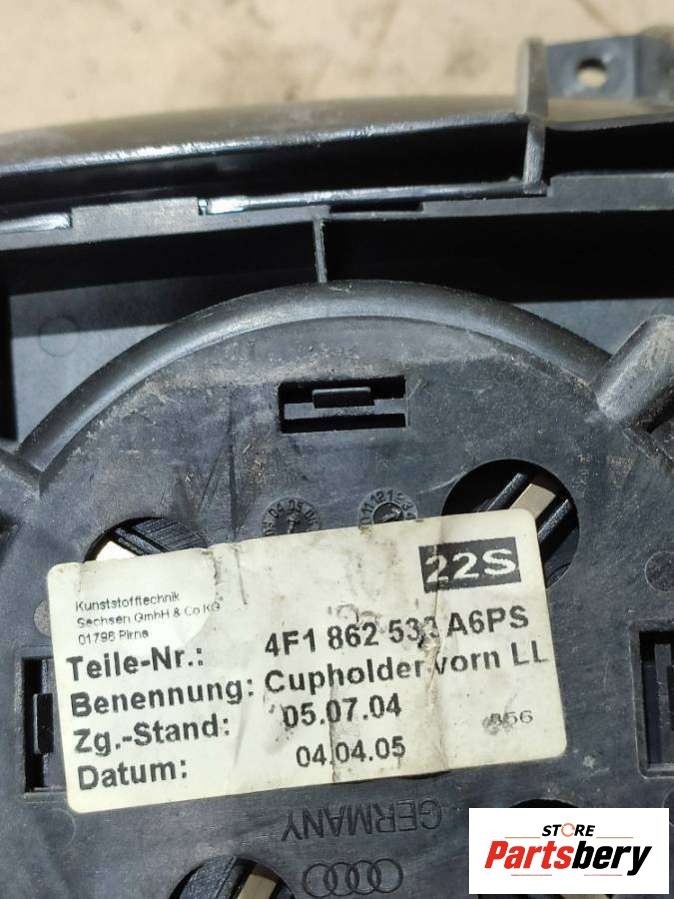 22S
Kunststofftechnik
Sachsen GmbH & Co KG
01796 Pirna
Teile-Nr.: 4F1 862 533 A6PS
Benennung: Cupholder vorn LL
Zg.-Stand: 05.07.04
Datum: 04.04.05
GERMANY
STORE
Partsbery